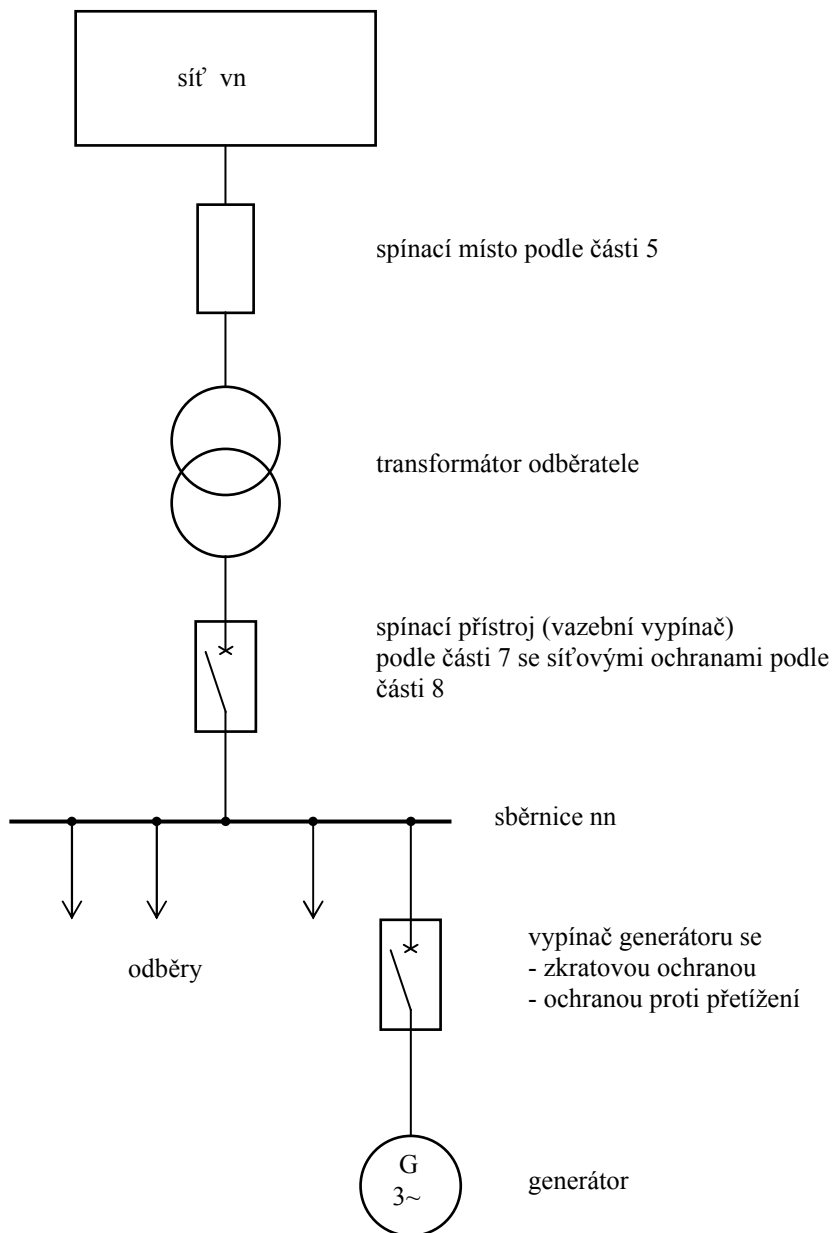 síť vn
spínací místo podle části 5
transformátor odběratele
spínací přístroj (vazební vypínač)
podle části 7 se síťovými ochranami podle
části 8
sběrnice nn
odběry
vypínač generátoru se
- zkratovou ochranou
- ochranou proti přetížení
G
3~
generátor